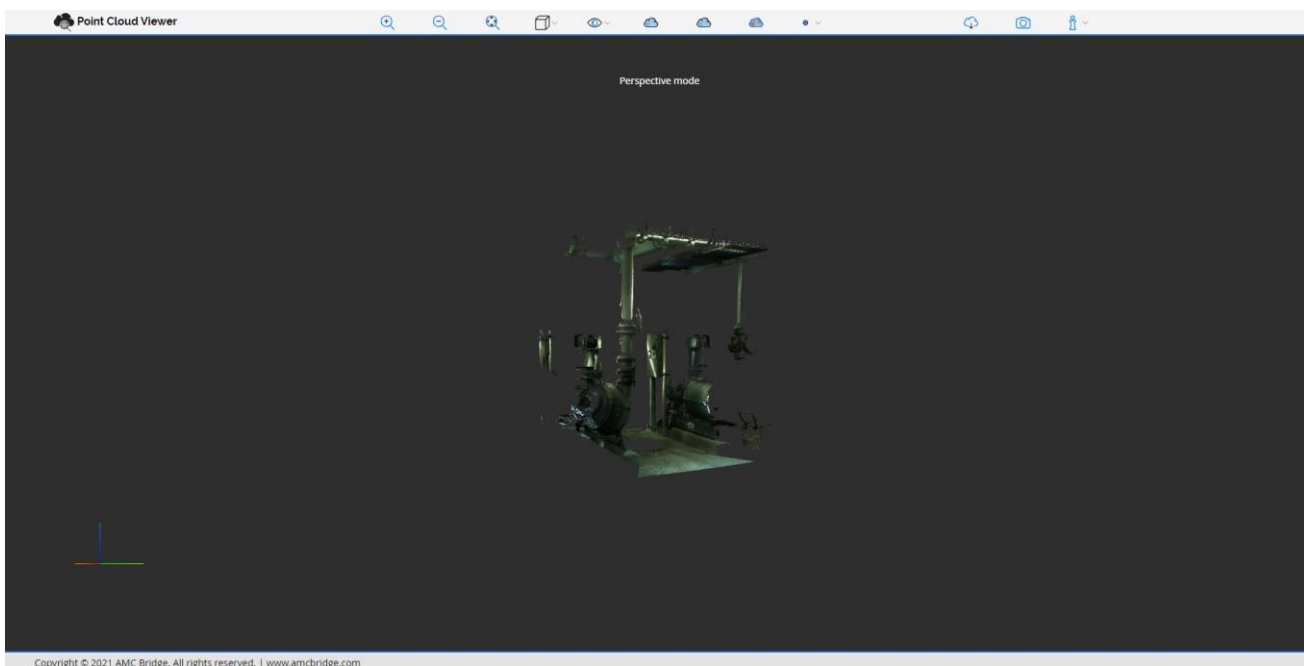 Point Cloud Viewer
Perspective mode
Copyright © 2021 AMC Bridge. All rights reserved. | www.amcbridge.com